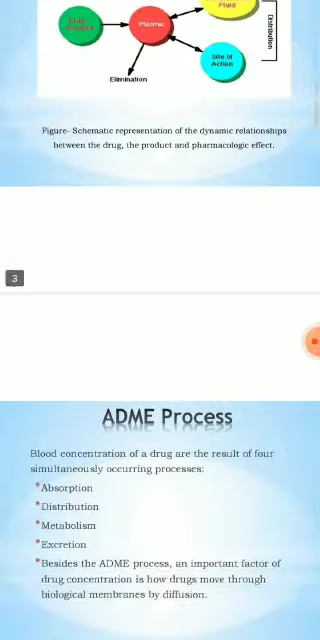 Fluid
Drug
Product
Plasma
Distribution
Site of
Action
Elimination
Figure- Schematic representation of the dynamic relationships
between the drug, the product and pharmacologic effect.
3
ADME Process
Blood concentration of a drug are the result of four
simultaneously occurring processes:
*Absorption
*Distribution
*Metabolism
*Excretion
*Besides the ADME process, an important factor of
drug concentration is how drugs move through
biological membranes by diffusion.